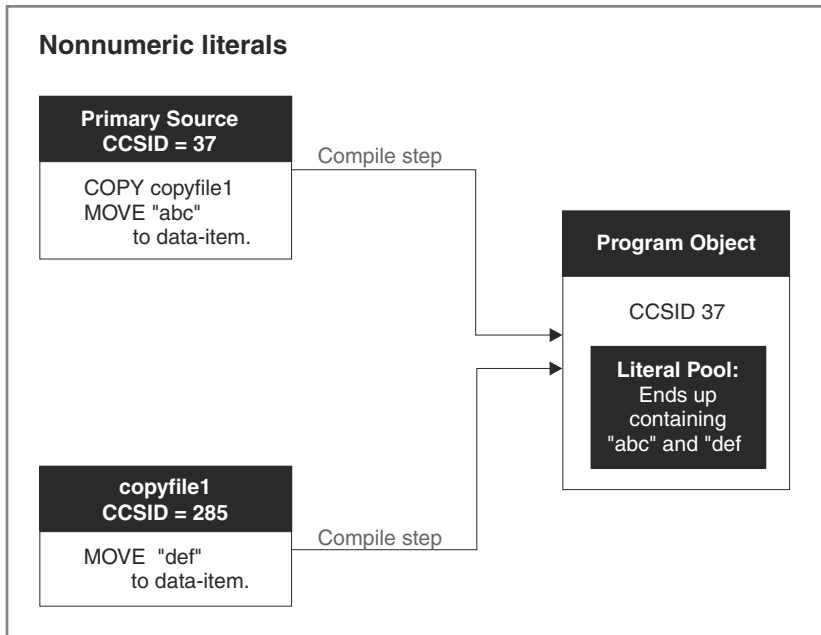 Nonnumeric literals
Primary Source
CCSID = 37
COPY copyfile1
MOVE "abc"
to data-item.
Compile step
Program Object
CCSID 37
Literal Pool:
Ends up
containing
"abc" and "def
copyfile1
CCSID = 285
MOVE "def"
to data-item.
Compile step